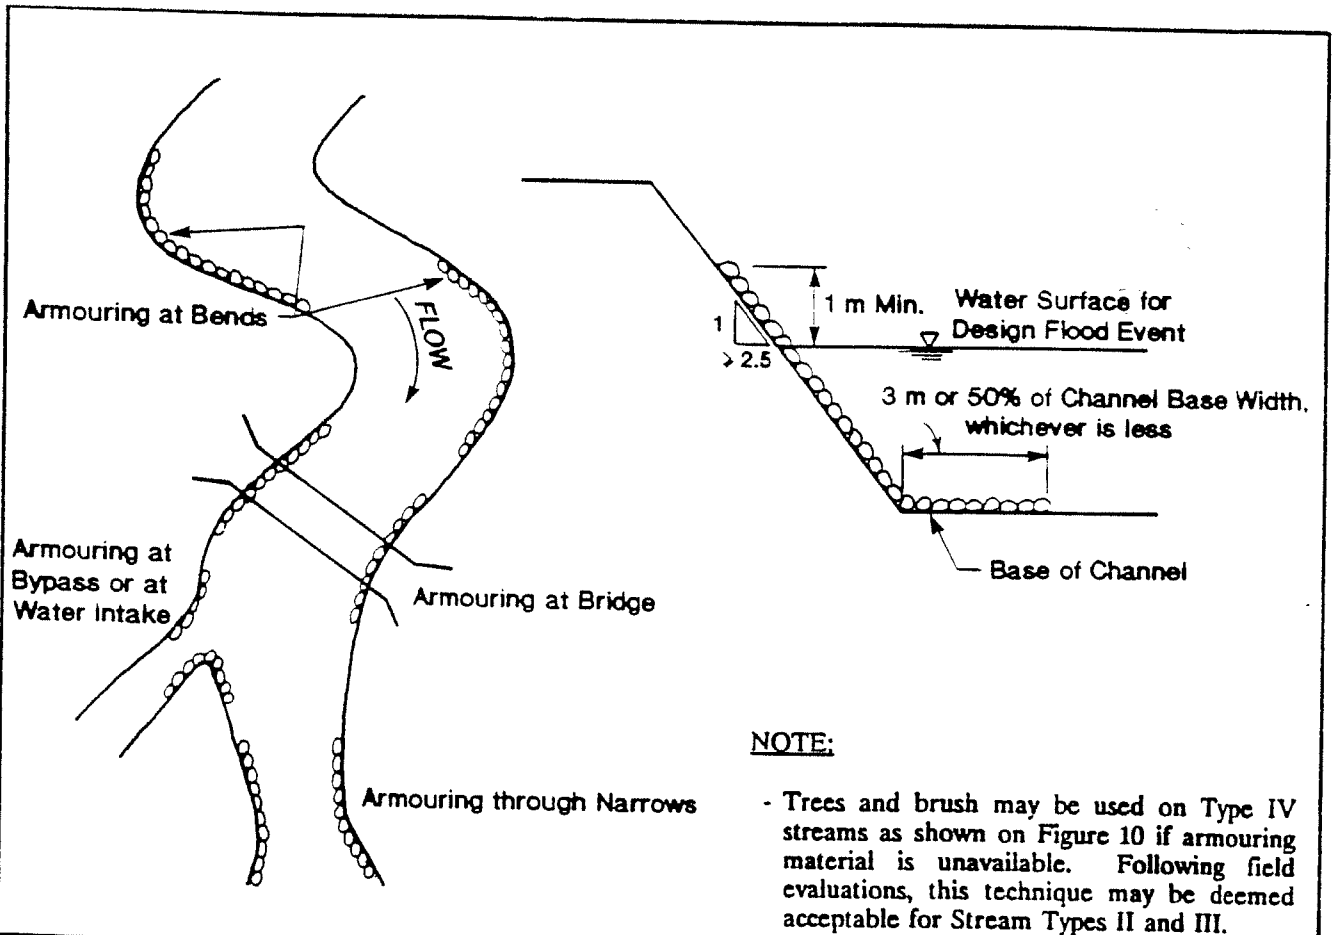 Armouring at Bends
FLOW
Armouring at
Bypass or at
Water Intake
Armouring at Bridge
Armouring through Narrows
1 m Min.
Water Surface for
Design Flood Event
1
⩾ 2.5
3 m or 50% of Channel Base Width,
whichever is less
Base of Channel
NOTE:
- Trees and brush may be used on Type IV
streams as shown on Figure 10 if armouring
material is unavailable. Following field
evaluations, this technique may be deemed
acceptable for Stream Types II and III.